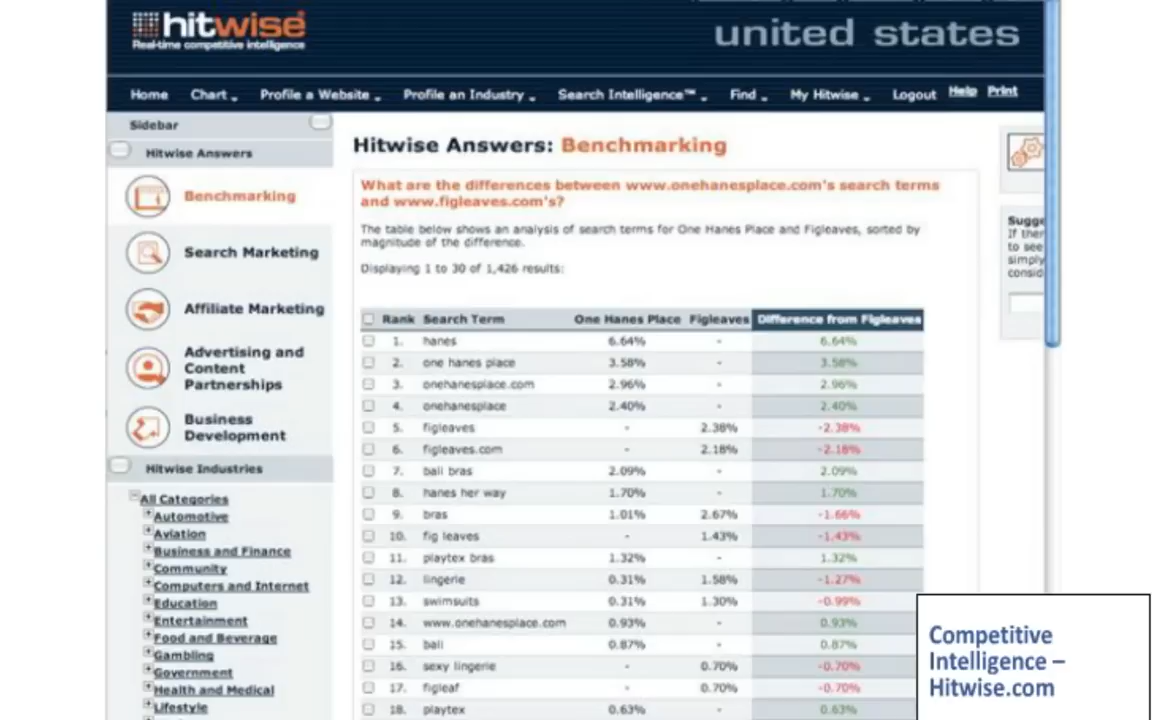 hitwise
Real-time competitive intelligence
united states
Home Chart Profile a Website Profile an Industry Search Intelligence™ Find My Hitwise Logout Help Print
Sidebar
Hitwise Answers
Benchmarking
Search Marketing
Affiliate Marketing
Advertising and
Content
Partnerships
Business
Development
Hitwise Industries
All Categories
Automotive
Aviation
Business and Finance
Community
Computers and Internet
Education
Entertainment
Food and Beverage
Gambling
Government
Health and Medical
Lifestyle
Hitwise Answers: Benchmarking
What are the differences between www.onehanesplace.com's search terms
and www.figleaves.com's?
The table below shows an analysis of search terms for One Hanes Place and Figleaves, sorted by
magnitude of the difference.
Displaying 1 to 30 of 1,426 results:
Rank Search Term One Hanes Place Figleaves Difference from Figleaves
1. hanes 6.64% - 6.64%
2. one hanes place 3.58% - 3.58%
3. onehanesplace.com 2.96% - 2.96%
4. onehanesplace 2.40% - 2.40%
5. figleaves - 2.38% -2.38%
6. figleaves.com - 2.18% -2.18%
7. bali bras 2.09% - 2.09%
8. hanes her way 1.70% - 1.70%
9. bras 1.01% 2.67% -1.66%
10. fig leaves - 1.43% -1.43%
11. playtex bras 1.32% - 1.32%
12. lingerie 0.31% 1.58% -1.27%
13. swimsuits 0.31% 1.30% -0.99%
14. www.onehanesplace.com 0.93% - 0.93%
15. bali 0.87% - 0.87%
16. sexy lingerie - 0.70% -0.70%
17. figleaf - 0.70% -0.70%
18. playtex 0.63% - 0.63%
Sugge
If ther
to see
simply
consid
Competitive
Intelligence –
Hitwise.com